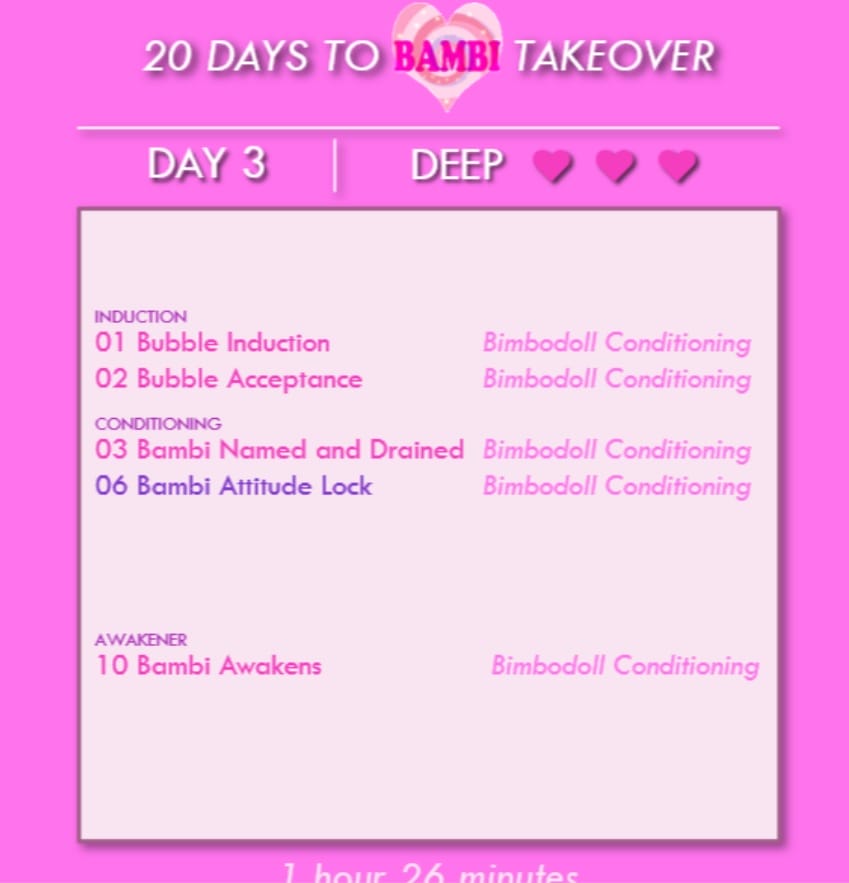 20 DAYS TO BAMBI TAKEOVER
DAY 3 DEEP
INDUCTION
01 Bubble Induction Bimbodoll Conditioning
02 Bubble Acceptance Bimbodoll Conditioning
CONDITIONING
03 Bambi Named and Drained Bimbodoll Conditioning
06 Bambi Attitude Lock Bimbodoll Conditioning
AWAKENER
10 Bambi Awakens Bimbodoll Conditioning
1 hour 26 minutes